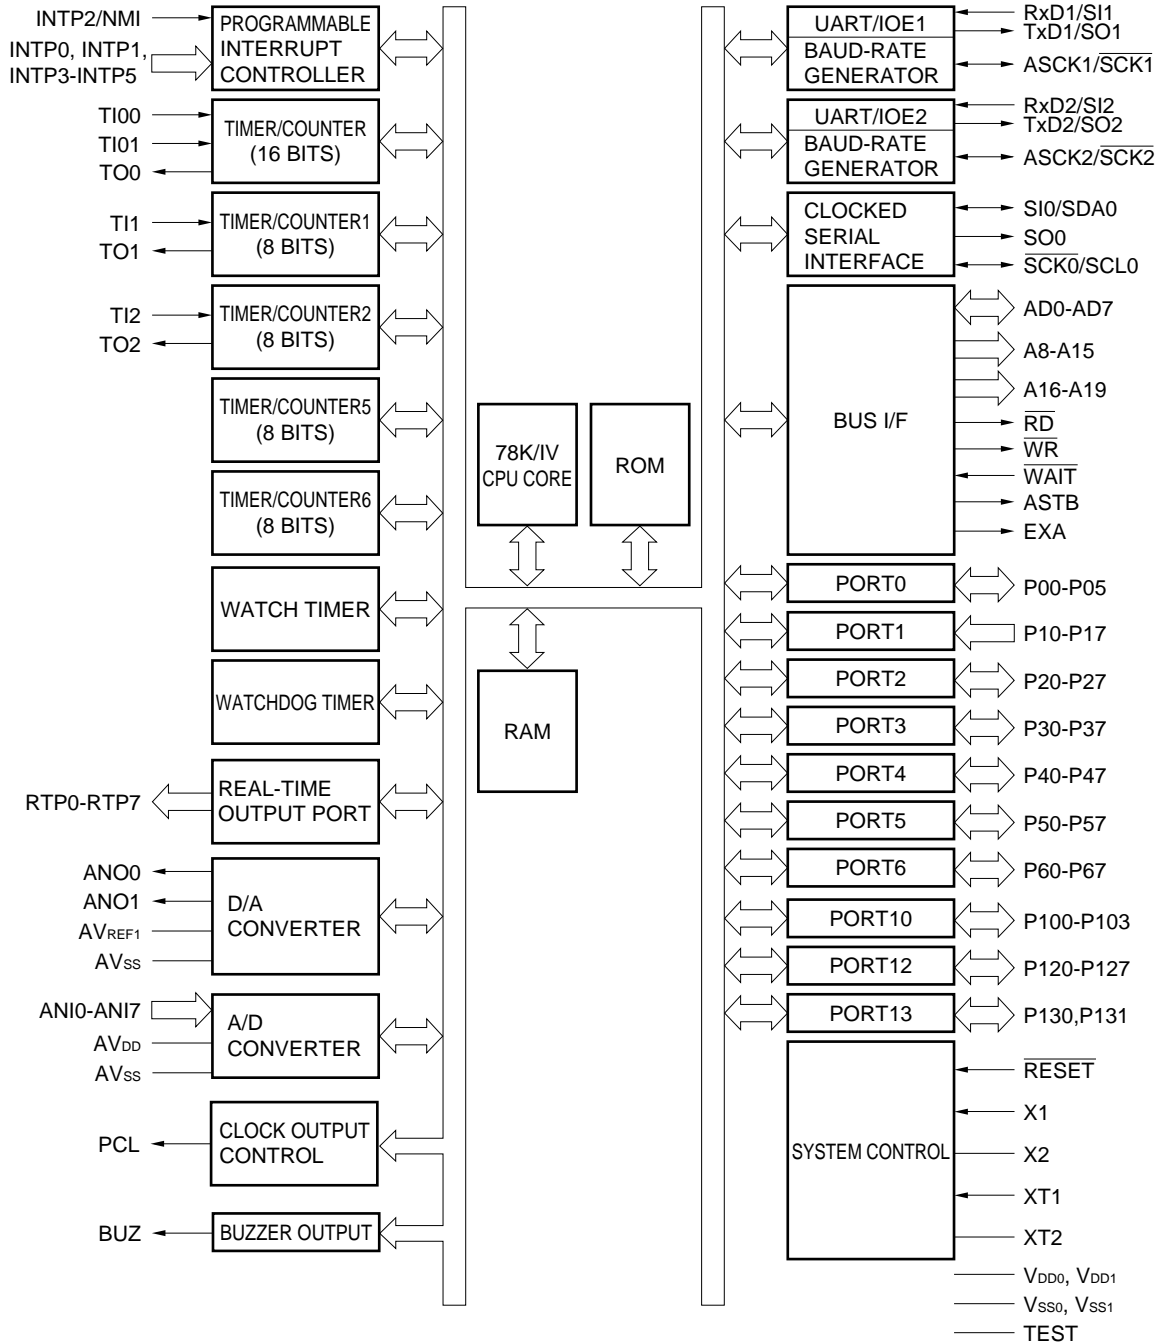 INTP2/NMI
INTP0, INTP1,
INTP3-INTP5
PROGRAMMABLE
INTERRUPT
CONTROLLER
TI00
TI01
TO0
TIMER/COUNTER
(16 BITS)
TI1
TO1
TIMER/COUNTER1
(8 BITS)
TI2
TO2
TIMER/COUNTER2
(8 BITS)
TIMER/COUNTER5
(8 BITS)
TIMER/COUNTER6
(8 BITS)
WATCH TIMER
WATCHDOG TIMER
RTP0-RTP7
REAL-TIME
OUTPUT PORT
ANO0
ANO1
AVREF1
AVSS
D/A
CONVERTER
ANI0-ANI7
AVDD
AVSS
A/D
CONVERTER
PCL
CLOCK OUTPUT
CONTROL
BUZ
BUZZER OUTPUT
78K/IV
CPU CORE
ROM
RAM
UART/IOE1
BAUD-RATE
GENERATOR
RxD1/SI1
TxD1/SO1
ASCK1/S̅C̅K̅1̅
UART/IOE2
BAUD-RATE
GENERATOR
RxD2/SI2
TxD2/SO2
ASCK2/S̅C̅K̅2̅
CLOCKED
SERIAL
INTERFACE
SI0/SDA0
SO0
S̅C̅K̅0̅/SCL0
BUS I/F
AD0-AD7
A8-A15
A16-A19
R̅D̅
W̅R̅
W̅A̅I̅T̅
ASTB
EXA
PORT0
P00-P05
PORT1
P10-P17
PORT2
P20-P27
PORT3
P30-P37
PORT4
P40-P47
PORT5
P50-P57
PORT6
P60-P67
PORT10
P100-P103
PORT12
P120-P127
PORT13
P130,P131
SYSTEM CONTROL
R̅E̅S̅E̅T̅
X1
X2
XT1
XT2
VDD0, VDD1
VSS0, VSS1
TEST